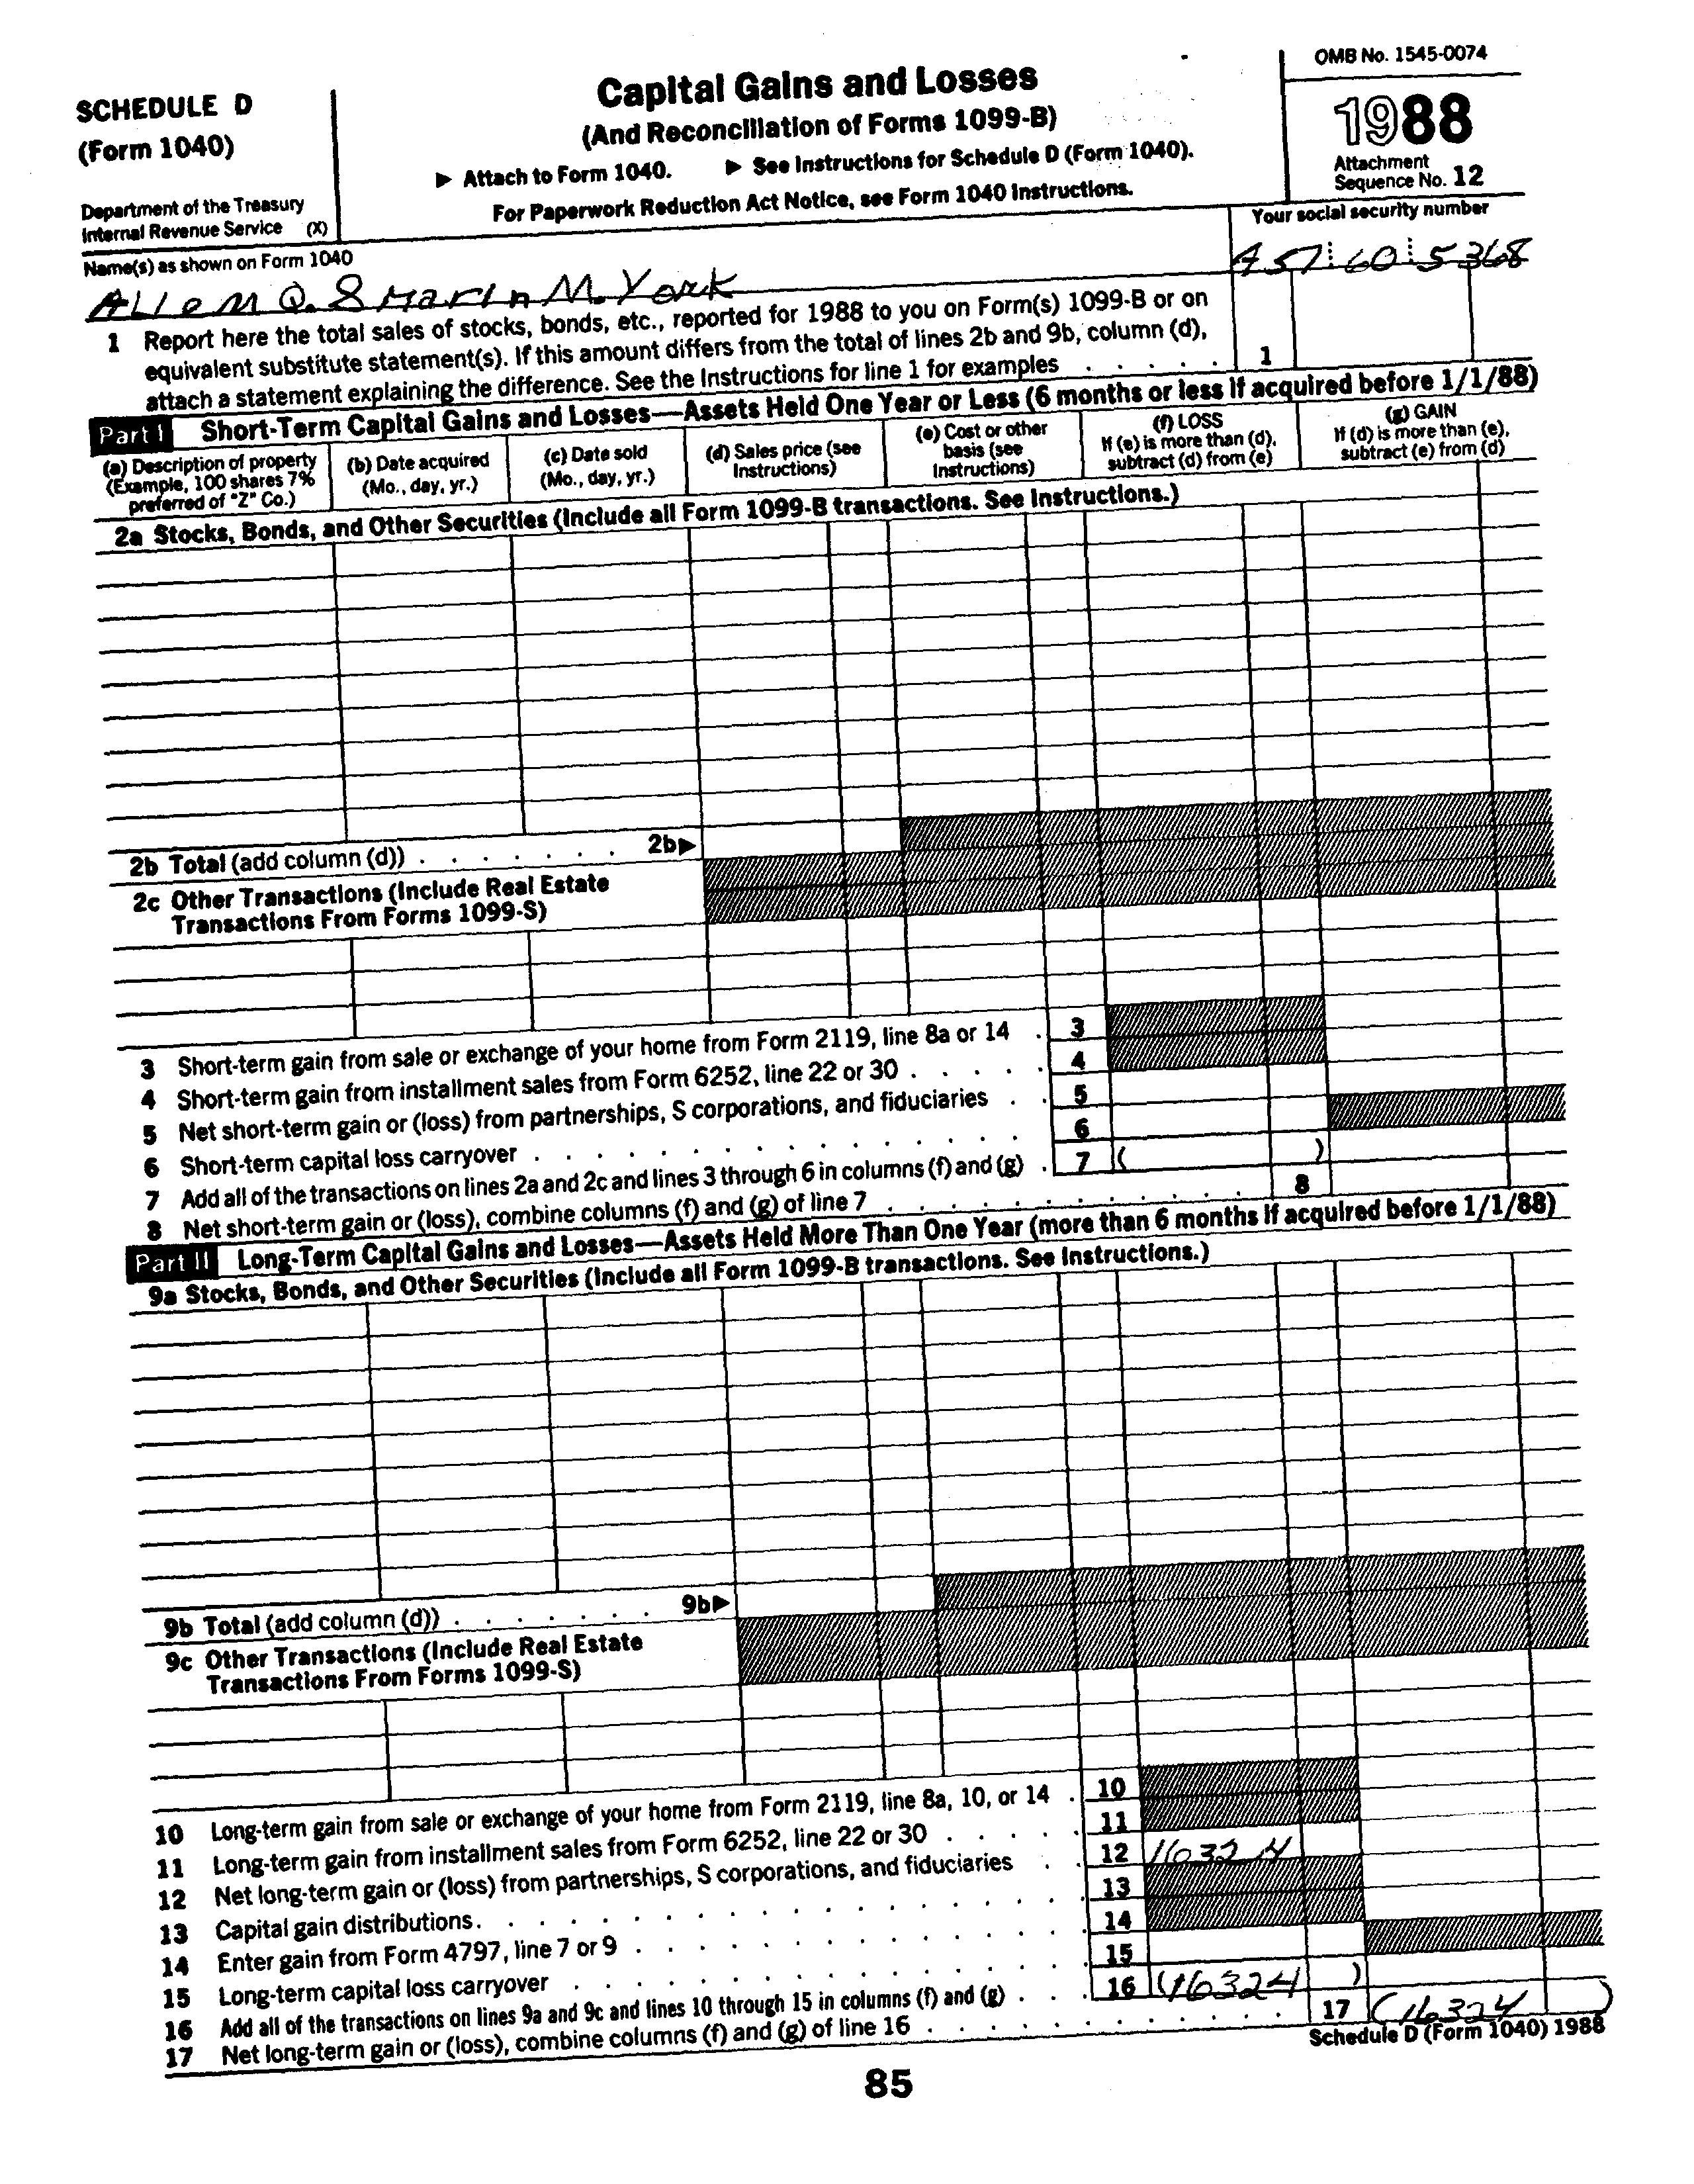 SCHEDULE D
(Form 1040)
Department of the Treasury
Internal Revenue Service (X)
Capital Gains and Losses
(And Reconciliation of Forms 1099-B)
▶ Attach to Form 1040. ▶ See Instructions for Schedule D (Form 1040).
For Paperwork Reduction Act Notice, see Form 1040 Instructions.
OMB No. 1545-0074
1988
Attachment
Sequence No. 12
Name(s) as shown on Form 1040
Your social security number
Allen Q. & Marin M. York
457 60 5368
1 Report here the total sales of stocks, bonds, etc., reported for 1988 to you on Form(s) 1099-B or on
equivalent substitute statement(s). If this amount differs from the total of lines 2b and 9b, column (d),
attach a statement explaining the difference. See the Instructions for line 1 for examples . . . . . 1
Part I Short-Term Capital Gains and Losses—Assets Held One Year or Less (6 months or less if acquired before 1/1/88)
(a) Description of property
(Example, 100 shares 7%
preferred of "Z" Co.)
(b) Date acquired
(Mo., day, yr.)
(c) Date sold
(Mo., day, yr.)
(d) Sales price (see
Instructions)
(e) Cost or other
basis (see
Instructions)
(f) LOSS
If (e) is more than (d),
subtract (d) from (e)
(g) GAIN
If (d) is more than (e),
subtract (e) from (d)
2a Stocks, Bonds, and Other Securities (Include all Form 1099-B transactions. See Instructions.)
2b Total (add column (d)) . . . . . . . 2b▶
2c Other Transactions (Include Real Estate
Transactions From Forms 1099-S)
3 Short-term gain from sale or exchange of your home from Form 2119, line 8a or 14 . 3
4 Short-term gain from installment sales from Form 6252, line 22 or 30 . . . . . 4
5 Net short-term gain or (loss) from partnerships, S corporations, and fiduciaries . . 5
6 Short-term capital loss carryover . . . . . . . . . . . . . 6
7 Add all of the transactions on lines 2a and 2c and lines 3 through 6 in columns (f) and (g) . 7 ( )
8 Net short-term gain or (loss), combine columns (f) and (g) of line 7 . . . . . . . . . . . . 8
Part II Long-Term Capital Gains and Losses—Assets Held More Than One Year (more than 6 months if acquired before 1/1/88)
9a Stocks, Bonds, and Other Securities (Include all Form 1099-B transactions. See Instructions.)
9b Total (add column (d)) . . . . . . . 9b▶
9c Other Transactions (Include Real Estate
Transactions From Forms 1099-S)
10 Long-term gain from sale or exchange of your home from Form 2119, line 8a, 10, or 14 . 10
11 Long-term gain from installment sales from Form 6252, line 22 or 30 . . . . . 11
12 Net long-term gain or (loss) from partnerships, S corporations, and fiduciaries . . 12 16324
13 Capital gain distributions . . . . . . . . . . . . . . . 13
14 Enter gain from Form 4797, line 7 or 9 . . . . . . . . . . . 14
15 Long-term capital loss carryover . . . . . . . . . . . . . 15
16 Add all of the transactions on lines 9a and 9c and lines 10 through 15 in columns (f) and (g) . . . 16 (16324 )
17 Net long-term gain or (loss), combine columns (f) and (g) of line 16 . . . . . . . . . . . . 17 (16324 )
Schedule D (Form 1040) 1988
85